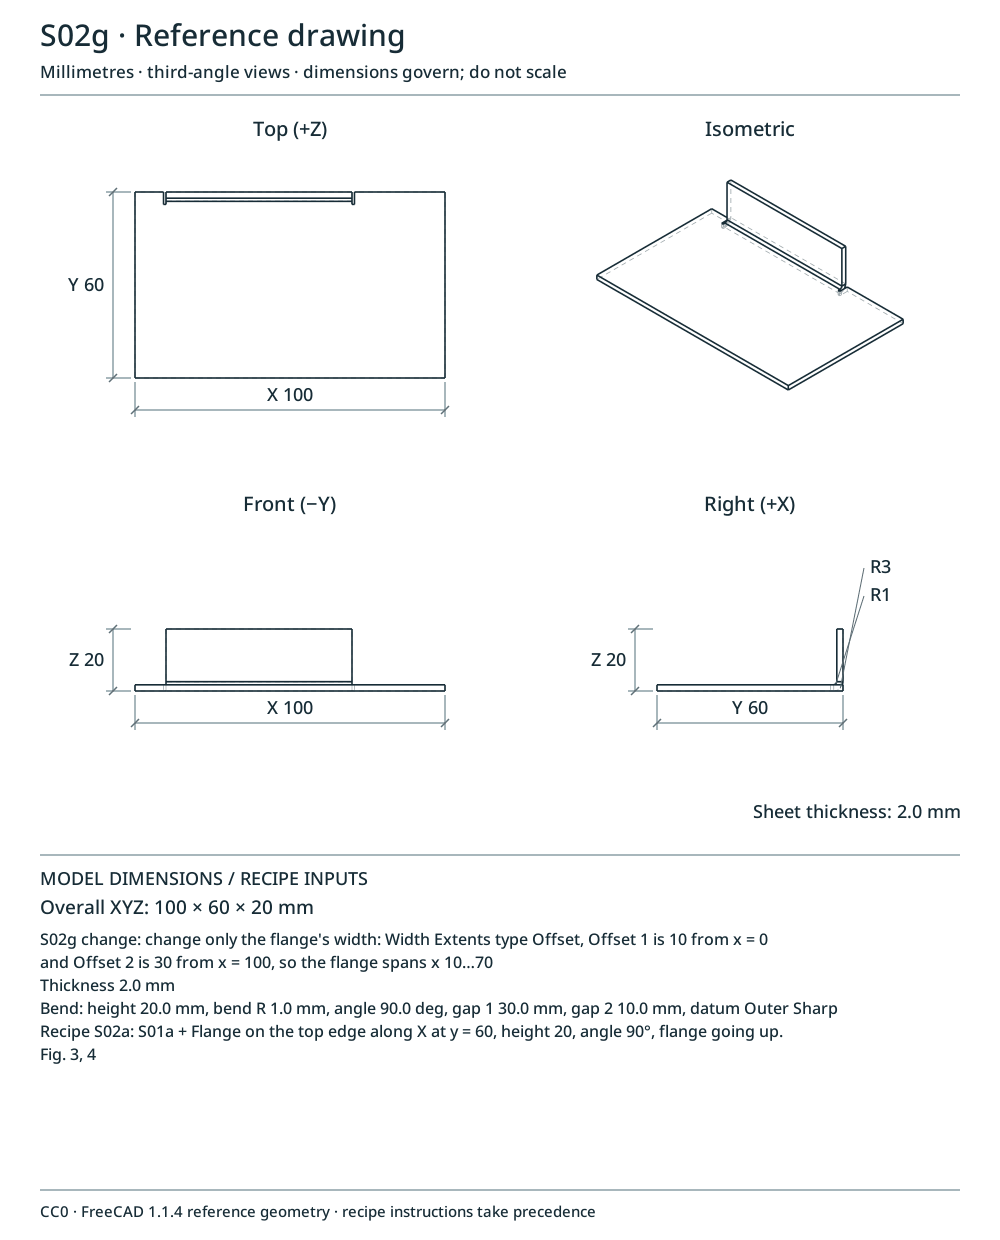 S02g · Reference drawing
Millimetres · third-angle views · dimensions govern; do not scale
Top (+Z)
Isometric
Y 60
X 100
Front (−Y)
Right (+X)
R3
R1
Z 20
X 100
Z 20
Y 60
Sheet thickness: 2.0 mm
MODEL DIMENSIONS / RECIPE INPUTS
Overall XYZ: 100 × 60 × 20 mm
S02g change: change only the flange's width: Width Extents type Offset, Offset 1 is 10 from x = 0
and Offset 2 is 30 from x = 100, so the flange spans x 10…70
Thickness 2.0 mm
Bend: height 20.0 mm, bend R 1.0 mm, angle 90.0 deg, gap 1 30.0 mm, gap 2 10.0 mm, datum Outer Sharp
Recipe S02a: S01a + Flange on the top edge along X at y = 60, height 20, angle 90°, flange going up.
Fig. 3, 4
CC0 · FreeCAD 1.1.4 reference geometry · recipe instructions take precedence